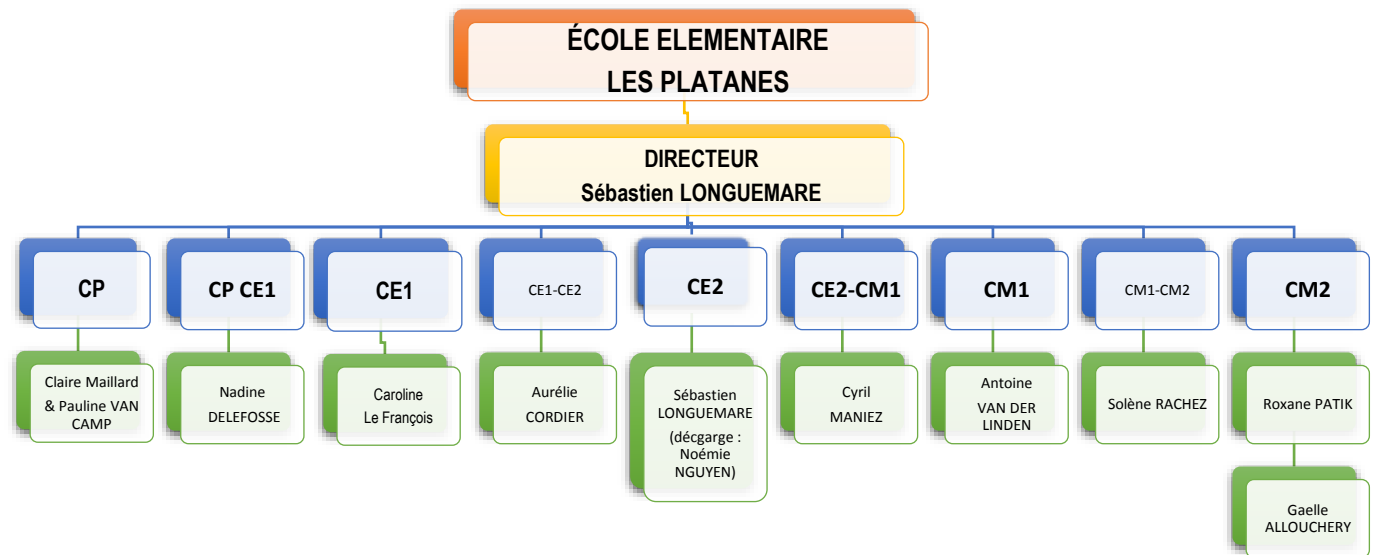 ÉCOLE ELEMENTAIRE
LES PLATANES
DIRECTEUR
Sébastien LONGUEMARE
CP
CP CE1
CE1
CE1-CE2
CE2
CE2-CM1
CM1
CM1-CM2
CM2
Claire Maillard
& Pauline VAN
CAMP
Nadine
DELEFOSSE
Caroline
Le François
Aurélie
CORDIER
Sébastien
LONGUEMARE
(décgarge :
Noémie
NGUYEN)
Cyril
MANIEZ
Antoine
VAN DER
LINDEN
Solène RACHEZ
Roxane PATIK
Gaelle
ALLOUCHERY